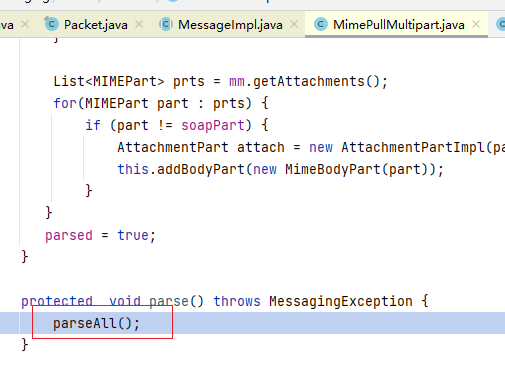 va Packet.java MessageImpl.java MimePullMultipart.java
}
List<MIMEPart> prts = mm.getAttachments();
for(MIMEPart part : prts) {
if (part != soapPart) {
AttachmentPart attach = new AttachmentPartImpl(pa
this.addBodyPart(new MimeBodyPart(part));
}
}
parsed = true;
}
protected void parse() throws MessagingException {
parseAll();
}